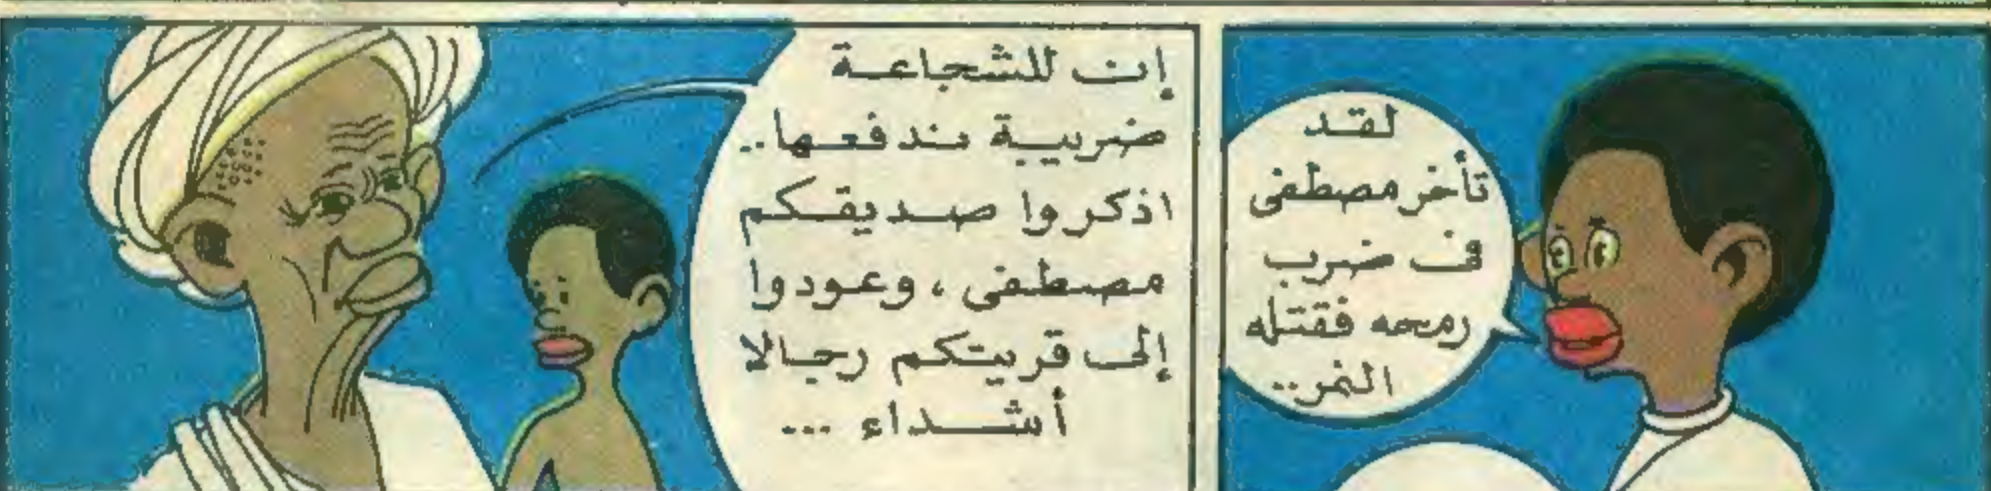 لقد
تأخر مصطفى
في ضرب
رمحه فقتله
النمر..
إن للشجاعة
ضريبة ندفعها..
اذكروا صديقكم
مصطفى ، وعودوا
إلى قريتكم رجالا
أشداء ...